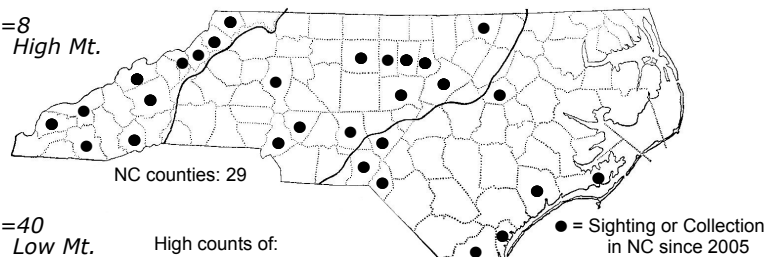 =8
High Mt.
NC counties: 29
=40
Low Mt.
High counts of:
● = Sighting or Collection
in NC since 2005